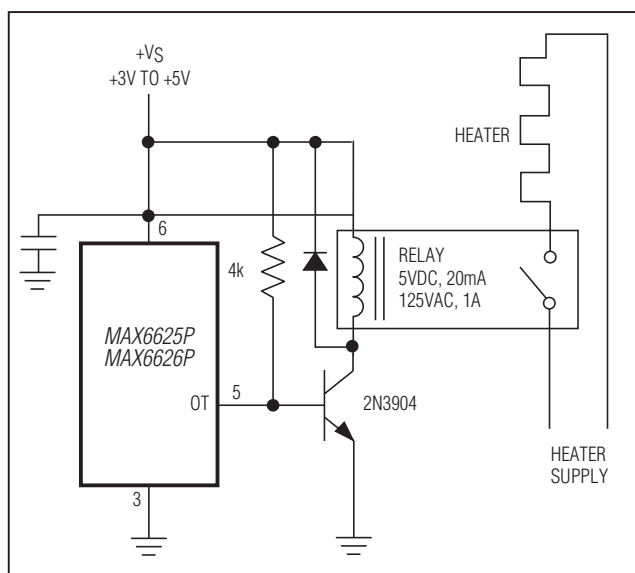 +VS
+3V TO +5V
HEATER
6
4k
RELAY
5VDC, 20mA
125VAC, 1A
MAX6625P
MAX6626P
5
OT
2N3904
3
HEATER
SUPPLY